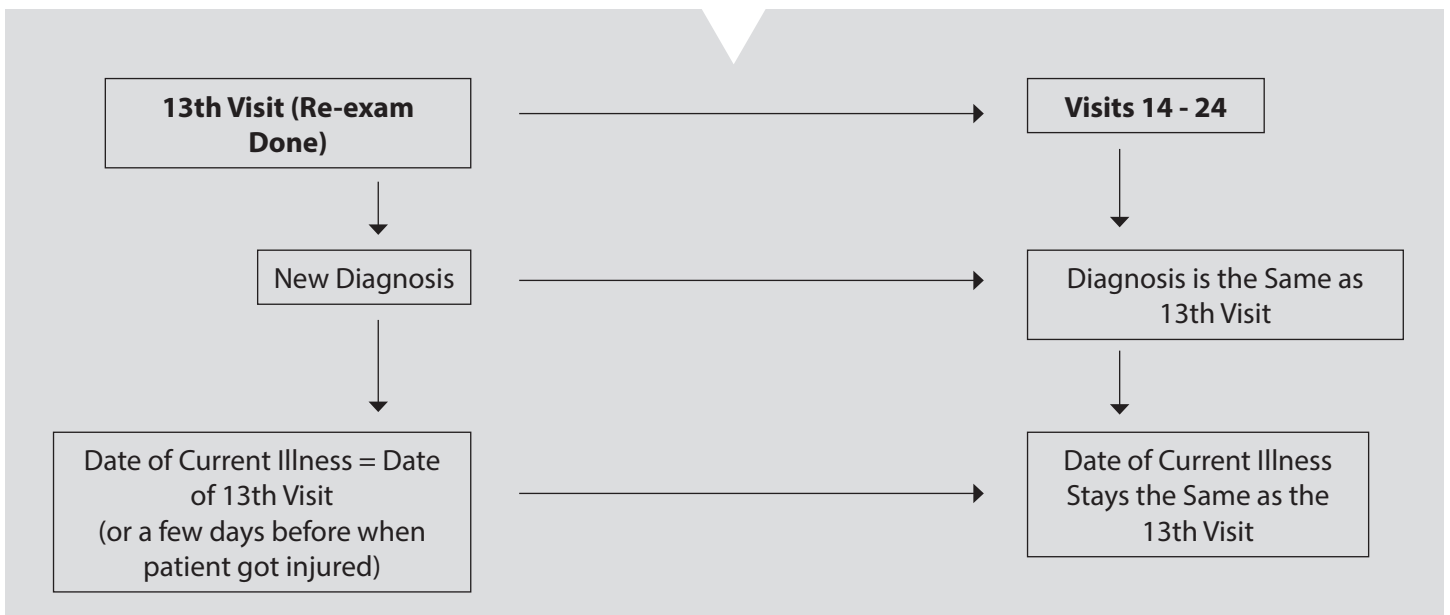 13th Visit (Re-exam
Done)
Visits 14 - 24
New Diagnosis
Diagnosis is the Same as
13th Visit
Date of Current Illness = Date
of 13th Visit
(or a few days before when
patient got injured)
Date of Current Illness
Stays the Same as the
13th Visit